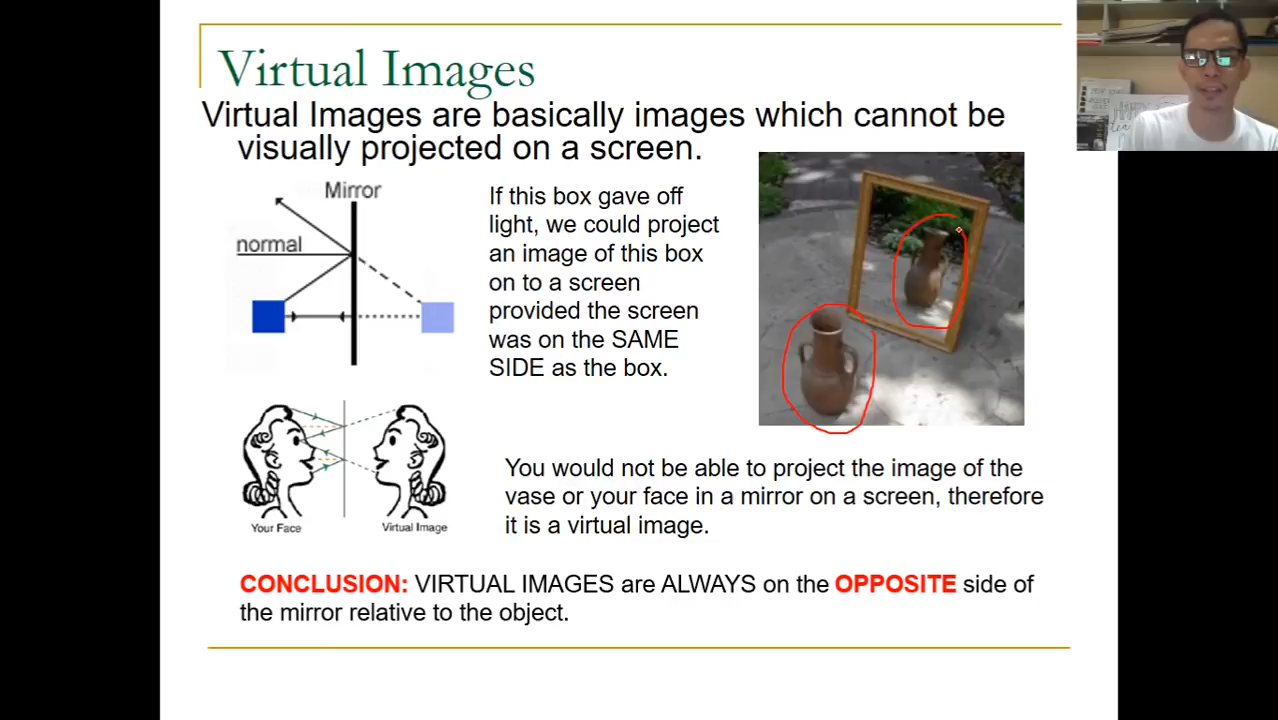 Virtual Images
Virtual Images are basically images which cannot be
visually projected on a screen.
Mirror
normal
If this box gave off
light, we could project
an image of this box
on to a screen
provided the screen
was on the SAME
SIDE as the box.
Your Face
Virtual Image
You would not be able to project the image of the
vase or your face in a mirror on a screen, therefore
it is a virtual image.
CONCLUSION: VIRTUAL IMAGES are ALWAYS on the OPPOSITE side of
the mirror relative to the object.